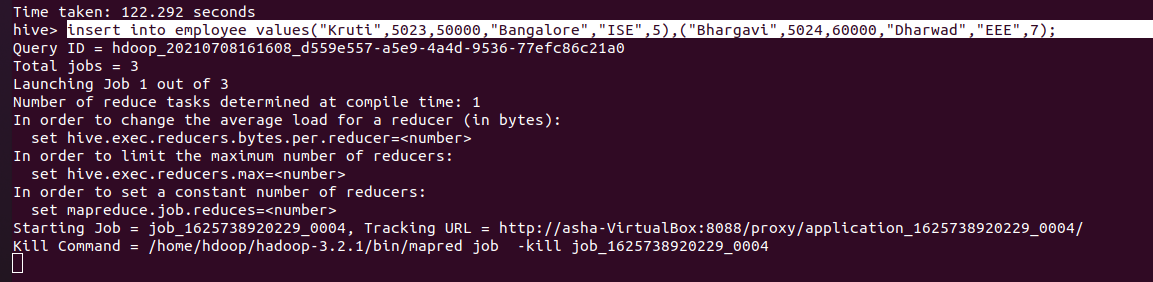 Time taken: 122.292 seconds
hive> insert into employee values("Kruti",5023,50000,"Bangalore","ISE",5),("Bhargavi",5024,60000,"Dharwad","EEE",7);
Query ID = hdoop_20210708161608_d559e557-a5e9-4a4d-9536-77efc86c21a0
Total jobs = 3
Launching Job 1 out of 3
Number of reduce tasks determined at compile time: 1
In order to change the average load for a reducer (in bytes):
  set hive.exec.reducers.bytes.per.reducer=<number>
In order to limit the maximum number of reducers:
  set hive.exec.reducers.max=<number>
In order to set a constant number of reducers:
  set mapreduce.job.reduces=<number>
Starting Job = job_1625738920229_0004, Tracking URL = http://asha-VirtualBox:8088/proxy/application_1625738920229_0004/
Kill Command = /home/hdoop/hadoop-3.2.1/bin/mapred job  -kill job_1625738920229_0004